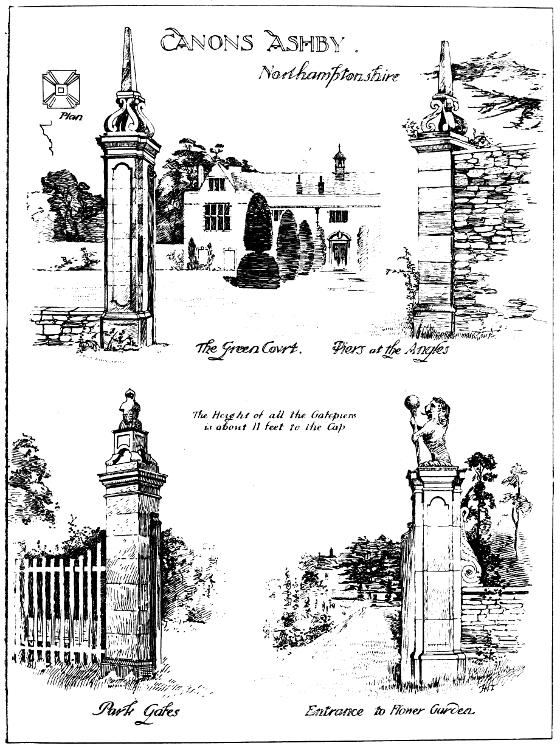 CANONS ASHBY.
Northamptonshire
Plan
The Green Court. Piers at the Angles
The Height of all the Gatepiers
is about 11 feet to the Cap
Park Gates
Entrance to Flower Garden.